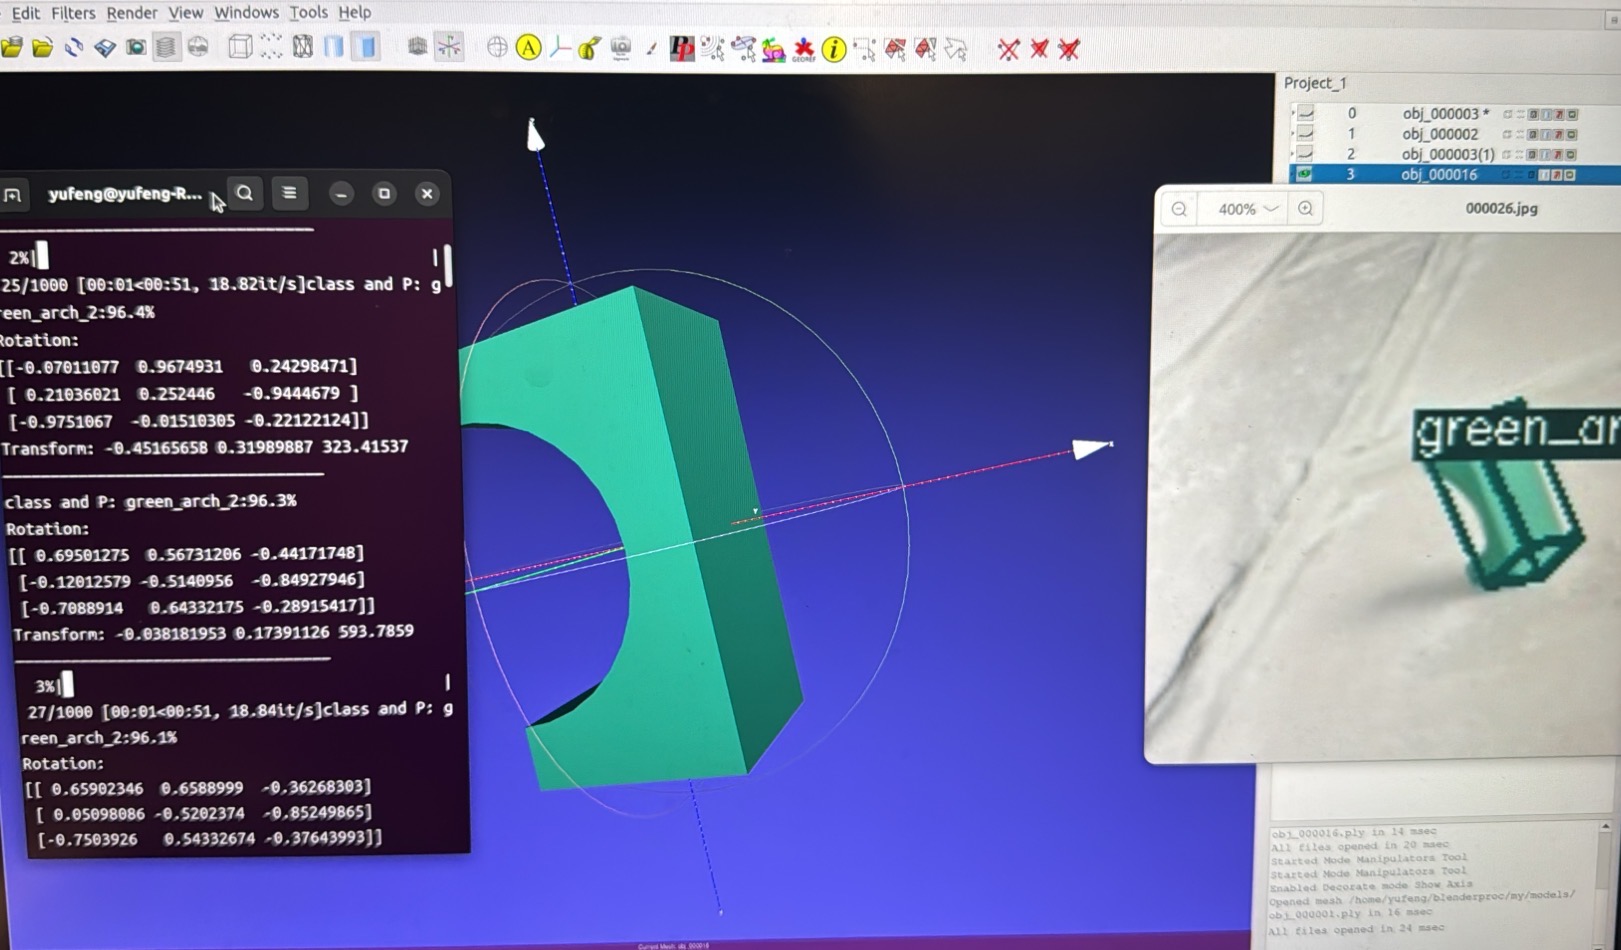 Edit Filters Render View Windows Tools Help
A
Pp
GEOREF
i
Project_1
0 obj_000003 *
1 obj_000002
2 obj_000003(1)
3 obj_000016
yufeng@yufeng-R...
2%|
25/1000 [00:01<00:51, 18.82it/s]class and P: g
reen_arch_2:96.4%
Rotation:
[[-0.07011077 0.9674931 0.24298471]
[ 0.21036021 0.252446 -0.9444679 ]
[-0.9751067 -0.01510305 -0.22122124]]
Transform: -0.45165658 0.31989887 323.41537
class and P: green_arch_2:96.3%
Rotation:
[[ 0.69501275 0.56731206 -0.44171748]
[-0.12012579 -0.5140956 -0.84927946]
[-0.7088914 0.64332175 -0.28915417]]
Transform: -0.038181953 0.17391126 593.7859
3%|
27/1000 [00:01<00:51, 18.84it/s]class and P: g
reen_arch_2:96.1%
Rotation:
[[ 0.65902346 0.6588999 -0.36268303]
[ 0.05098086 -0.5202374 -0.85249865]
[-0.7503926 0.54332674 -0.37643993]]
400%
000026.jpg
green_ar
obj_000016.ply in 14 msec
All files opened in 20 msec
Started Mode Manipulators Tool
Started Mode Manipulators Tool
Enabled Decorate mode Show Axis
Opened mesh /home/yufeng/blenderproc/my/models/
obj_000001.ply in 16 msec
All files opened in 24 msec
Current Mesh: obj_000016